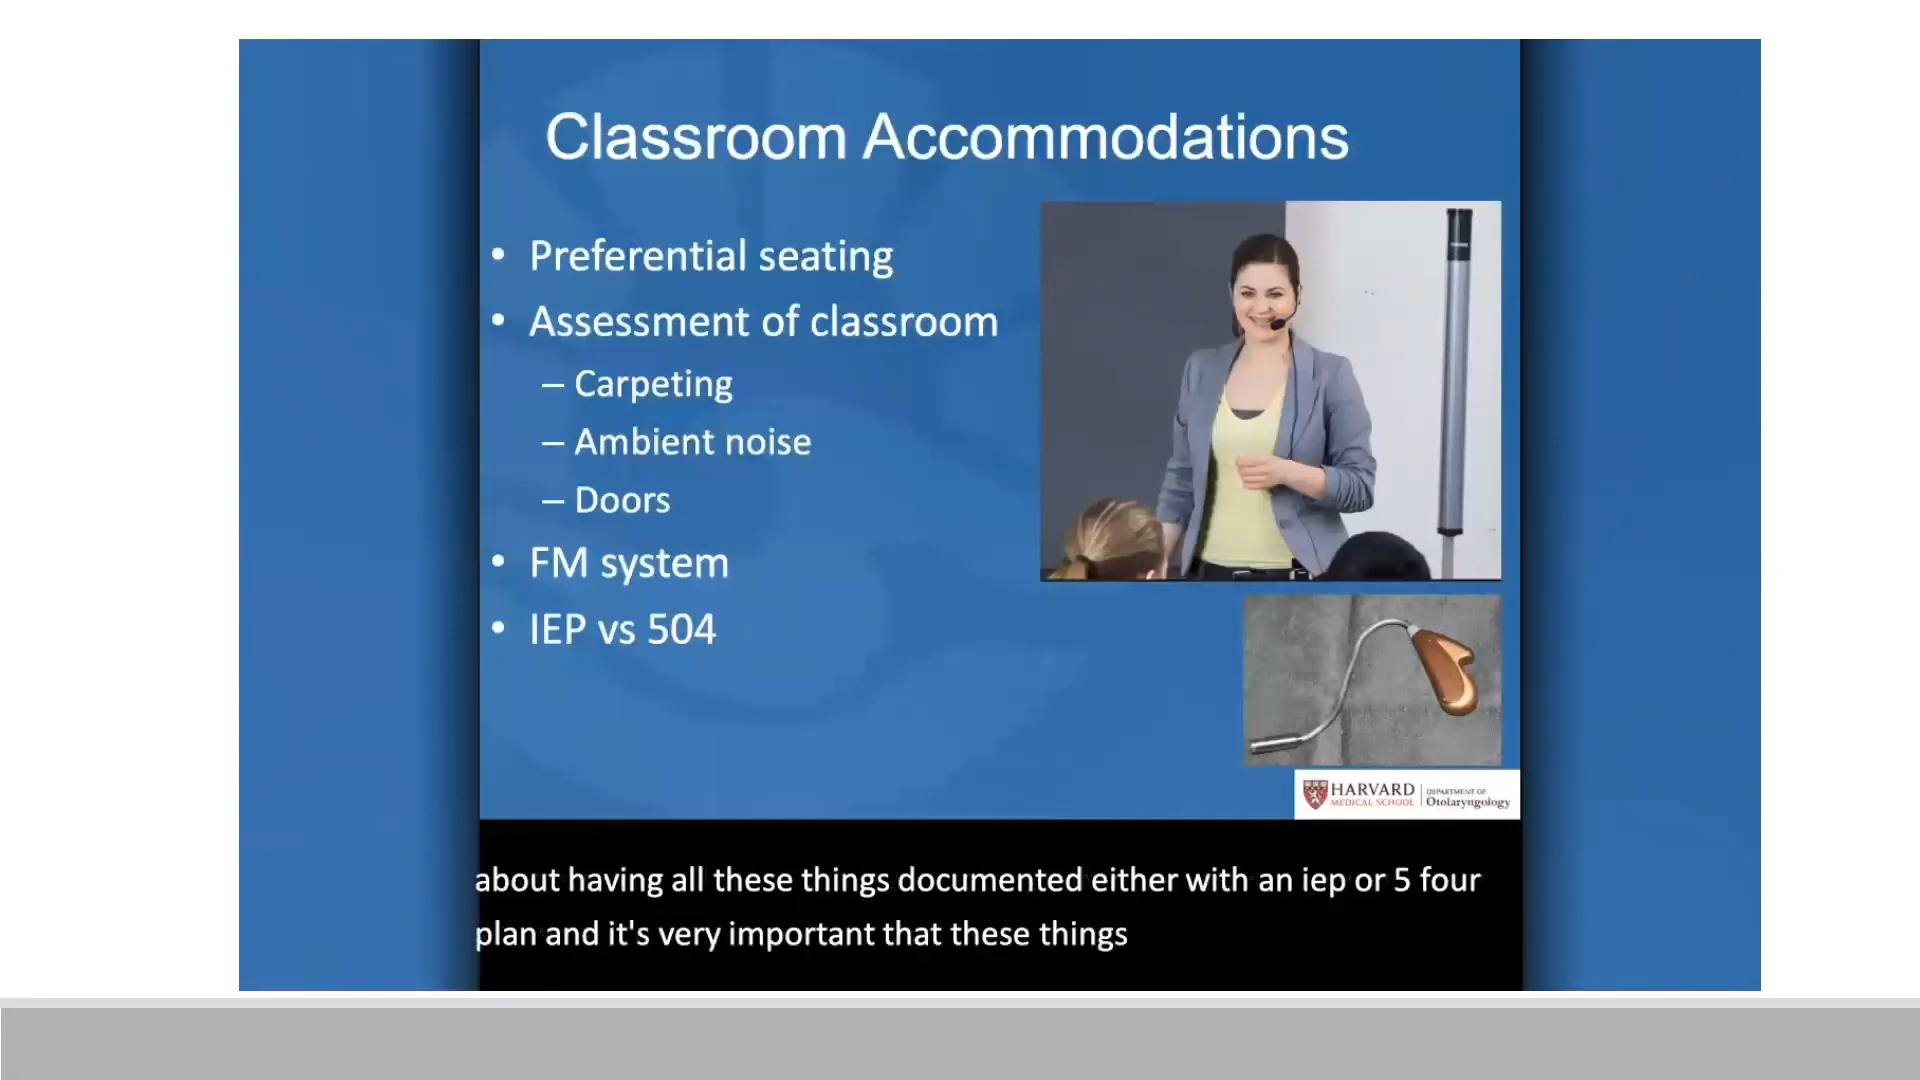 Classroom Accommodations
• Preferential seating
• Assessment of classroom
– Carpeting
– Ambient noise
– Doors
• FM system
• IEP vs 504
HARVARD
MEDICAL SCHOOL
DEPARTMENT OF
Otolaryngology
about having all these things documented either with an iep or 5 four
plan and it's very important that these things